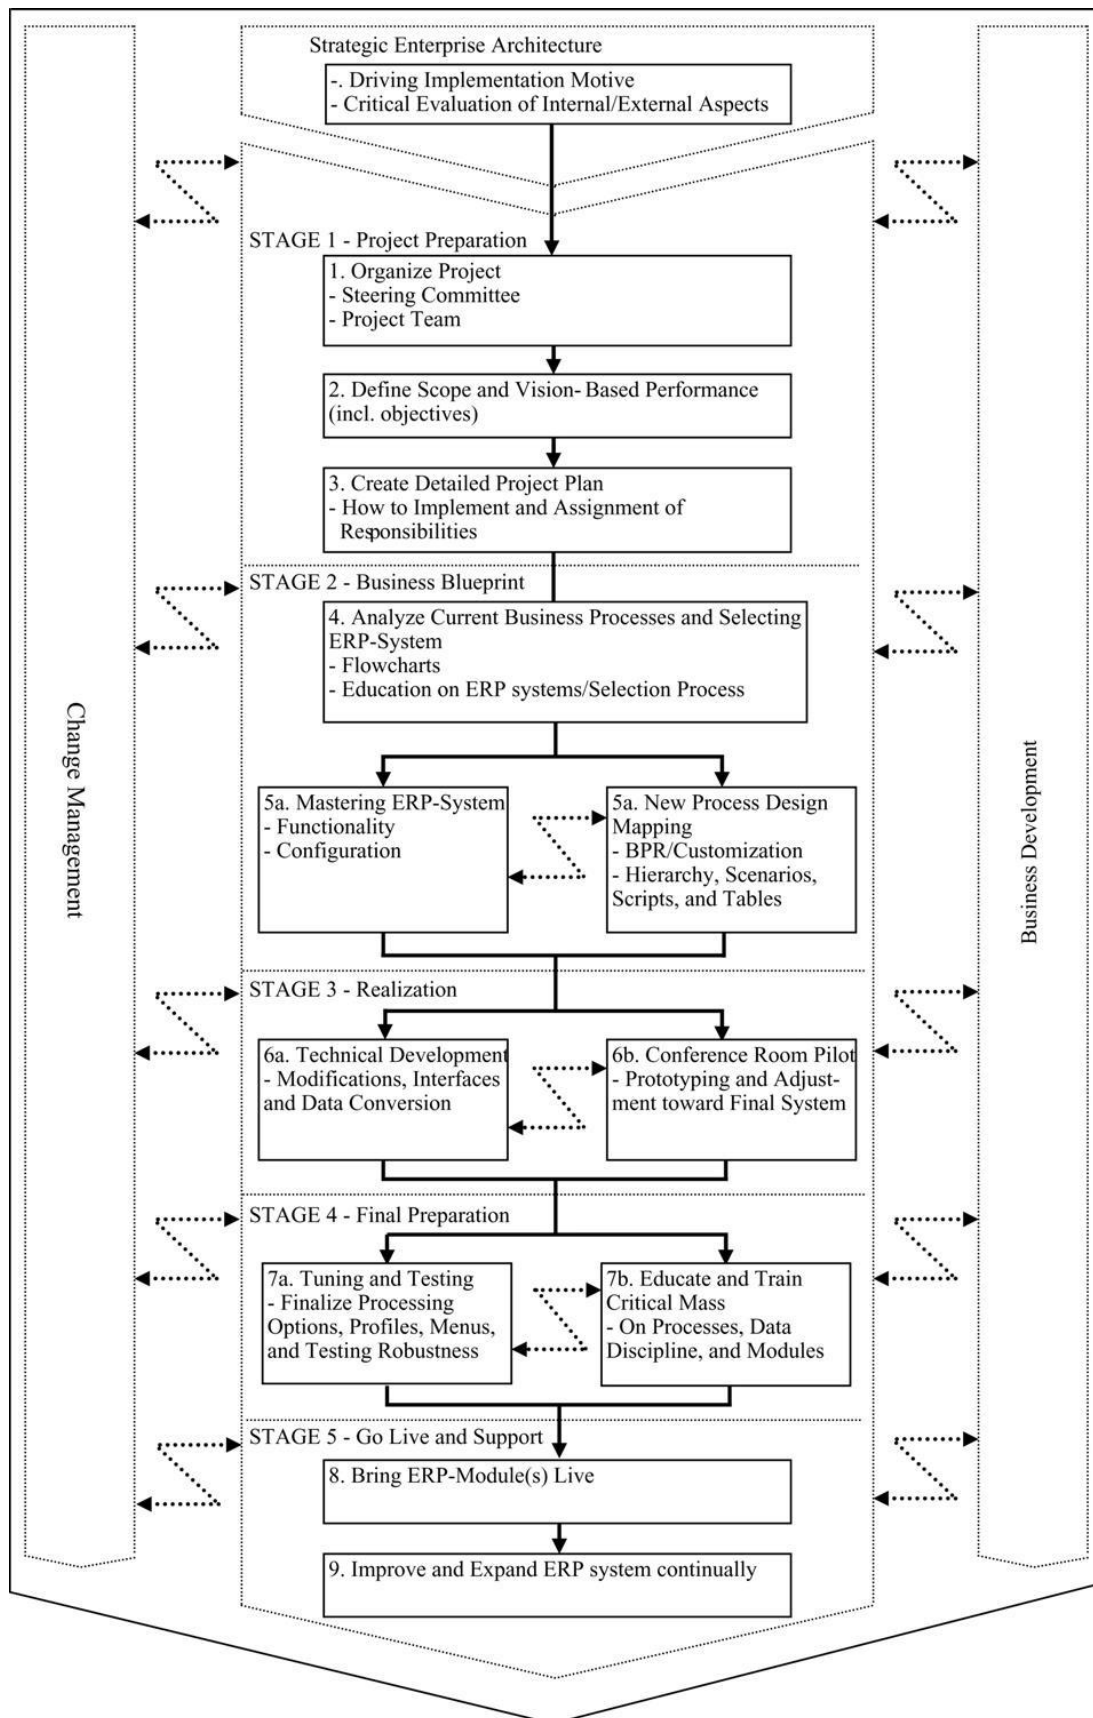 Strategic Enterprise Architecture
-. Driving Implementation Motive
- Critical Evaluation of Internal/External Aspects
STAGE 1 - Project Preparation
1. Organize Project
- Steering Committee
- Project Team
2. Define Scope and Vision-Based Performance
(incl. objectives)
3. Create Detailed Project Plan
- How to Implement and Assignment of
Responsibilities
STAGE 2 - Business Blueprint
4. Analyze Current Business Processes and Selecting
ERP-System
- Flowcharts
- Education on ERP systems/Selection Process
Change Management
Business Development
5a. Mastering ERP-System
- Functionality
- Configuration
5a. New Process Design
Mapping
- BPR/Customization
- Hierarchy, Scenarios,
Scripts, and Tables
STAGE 3 - Realization
6a. Technical Development
- Modifications, Interfaces
and Data Conversion
6b. Conference Room Pilot
- Prototyping and Adjust-
ment toward Final System
STAGE 4 - Final Preparation
7a. Tuning and Testing
- Finalize Processing
Options, Profiles, Menus,
and Testing Robustness
7b. Educate and Train
Critical Mass
- On Processes, Data
Discipline, and Modules
STAGE 5 - Go Live and Support
8. Bring ERP-Module(s) Live
9. Improve and Expand ERP system continually